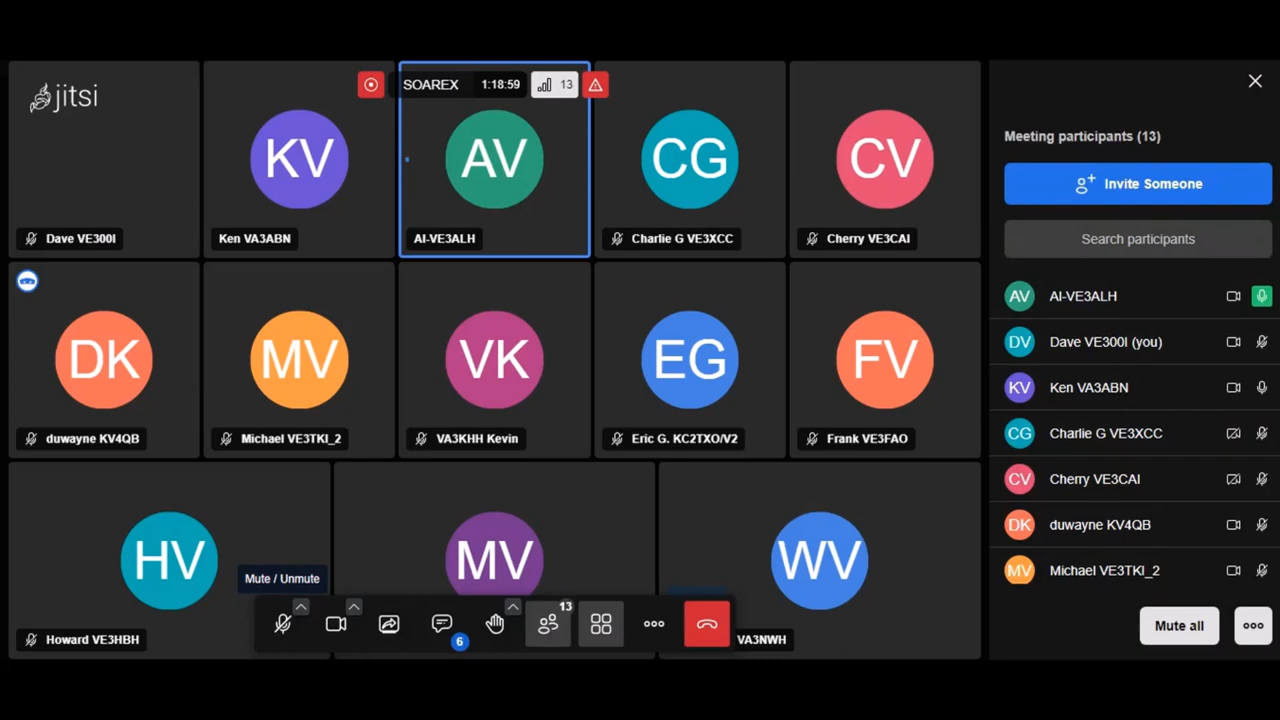 jitsi
SOAREX 1:18:59 13
KV
AV
CG
CV
Dave VE3OOI
Ken VA3ABN
Al-VE3ALH
Charlie G VE3XCC
Cherry VE3CAI
DK
MV
VK
EG
FV
duwayne KV4QB
Michael VE3TKI_2
VA3KHH Kevin
Eric G. KC2TXO/V2
Frank VE3FAO
HV
MV
WV
Mute / Unmute
13
6
Howard VE3HBH
VA3NWH
Meeting participants (13)
Invite Someone
Search participants
AV Al-VE3ALH
DV Dave VE3OOI (you)
KV Ken VA3ABN
CG Charlie G VE3XCC
CV Cherry VE3CAI
DK duwayne KV4QB
MV Michael VE3TKI_2
Mute all